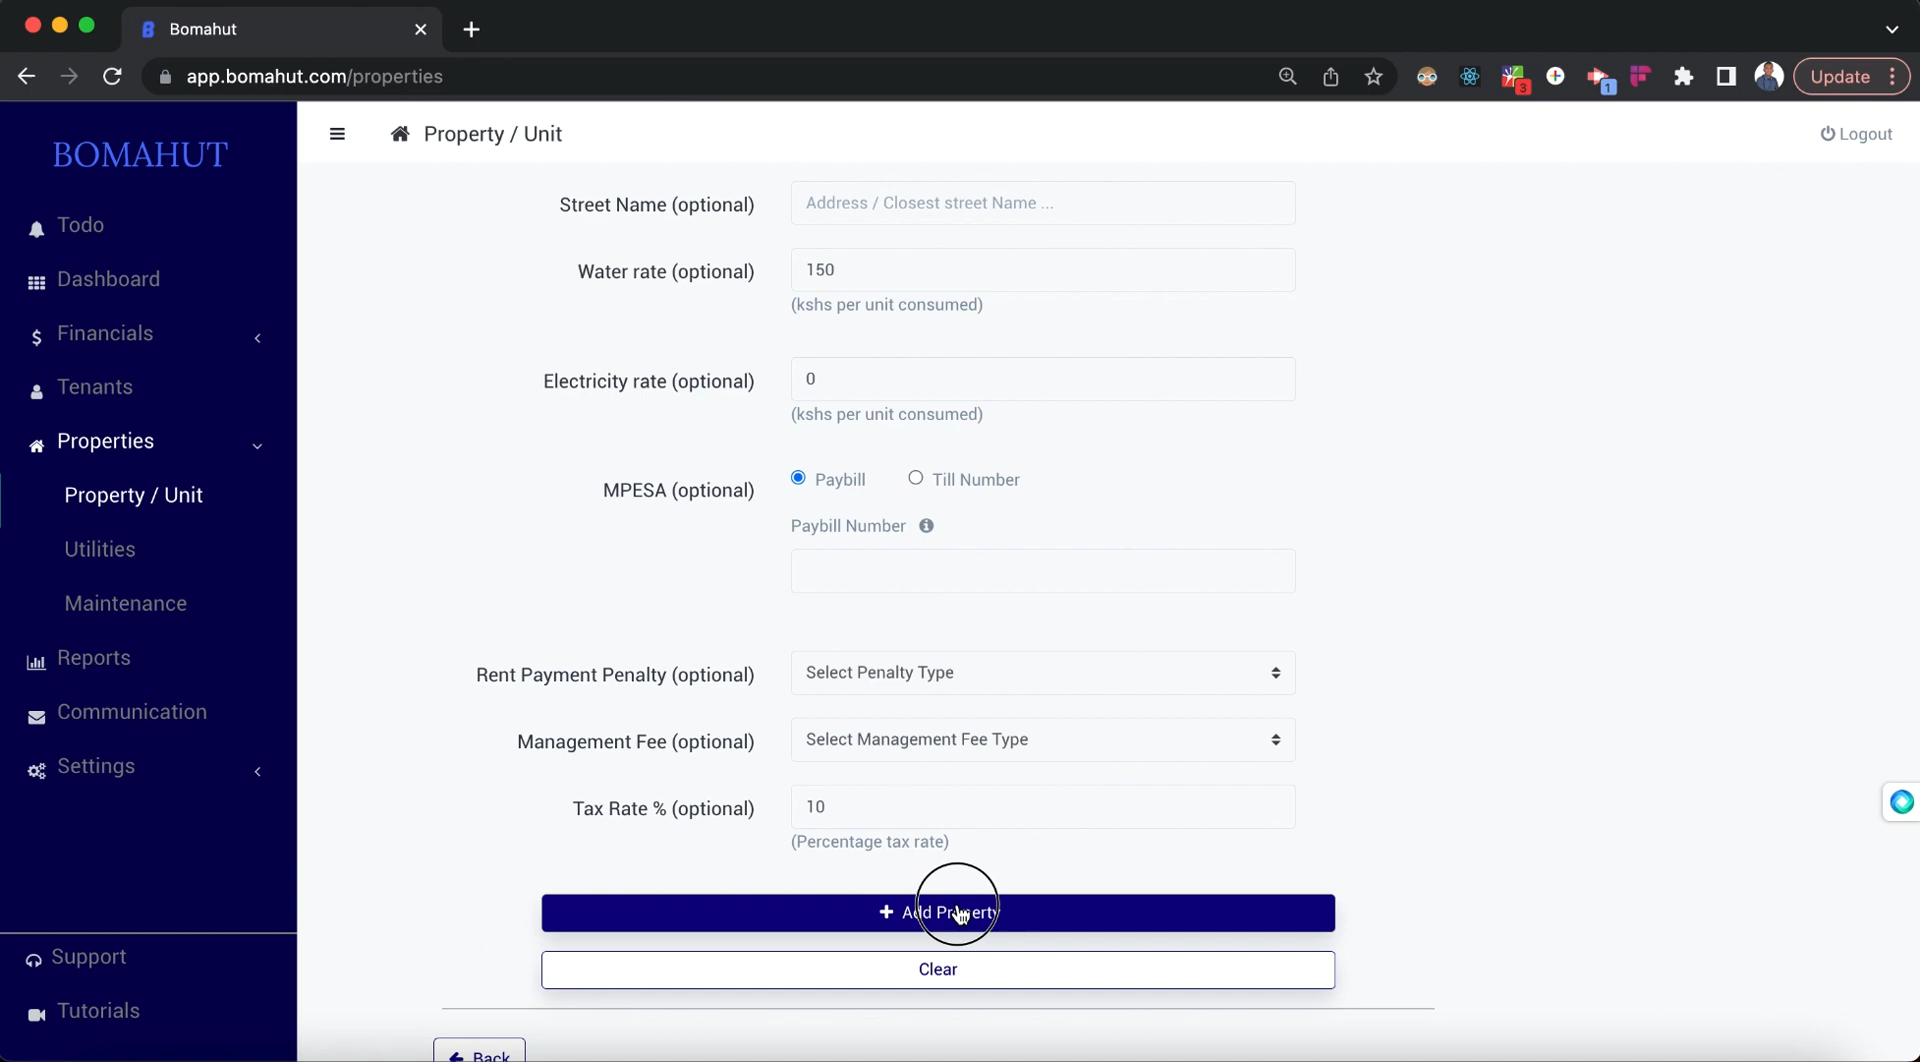 Bomahut
app.bomahut.com/properties
3
1
Update
BOMAHUT
Property / Unit
Logout
Todo
Dashboard
Financials
Tenants
Properties
Property / Unit
Utilities
Maintenance
Reports
Communication
Settings
Support
Tutorials
Street Name (optional)
Address / Closest street Name ...
Water rate (optional)
150
(kshs per unit consumed)
Electricity rate (optional)
0
(kshs per unit consumed)
MPESA (optional)
Paybill
Till Number
Paybill Number
Rent Payment Penalty (optional)
Select Penalty Type
Management Fee (optional)
Select Management Fee Type
Tax Rate % (optional)
10
(Percentage tax rate)
Add Property
Clear
Back